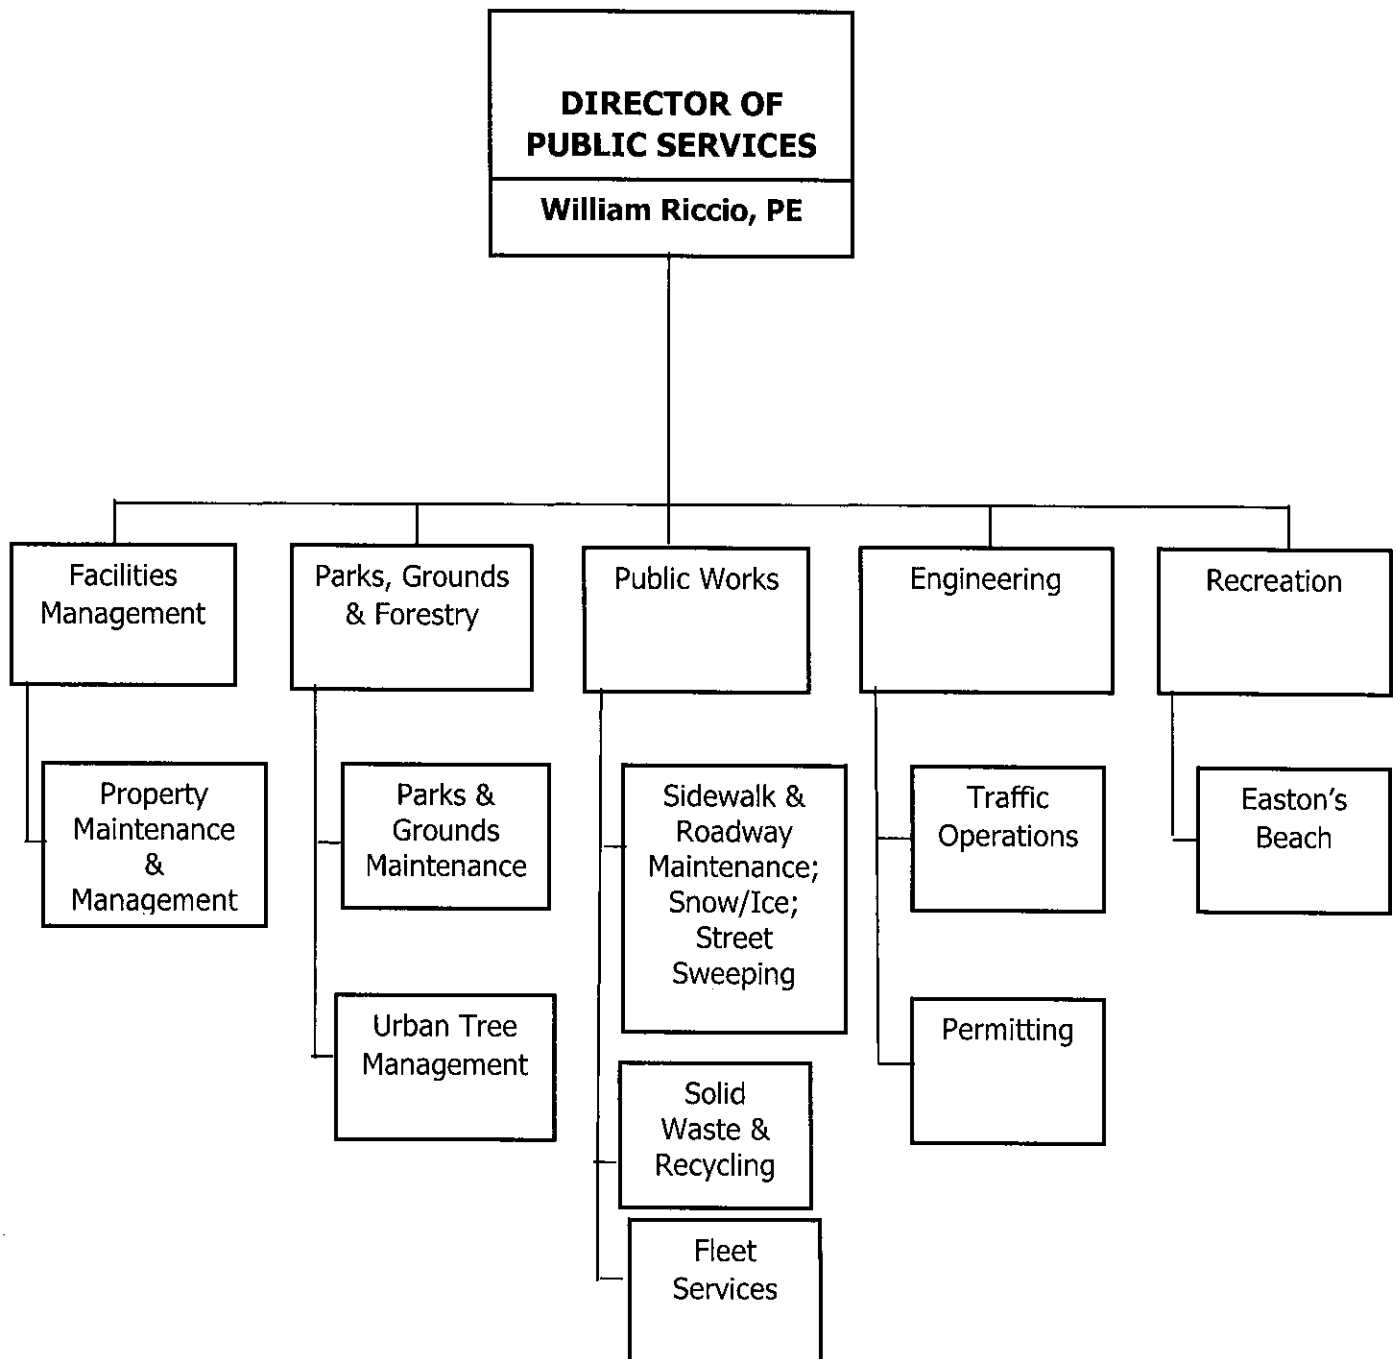 DIRECTOR OF
PUBLIC SERVICES
William Riccio, PE
Facilities
Management
Parks, Grounds
& Forestry
Public Works
Engineering
Recreation
Property
Maintenance
&
Management
Parks &
Grounds
Maintenance
Sidewalk &
Roadway
Maintenance;
Snow/Ice;
Street
Sweeping
Traffic
Operations
Easton's
Beach
Urban Tree
Management
Permitting
Solid
Waste &
Recycling
Fleet
Services